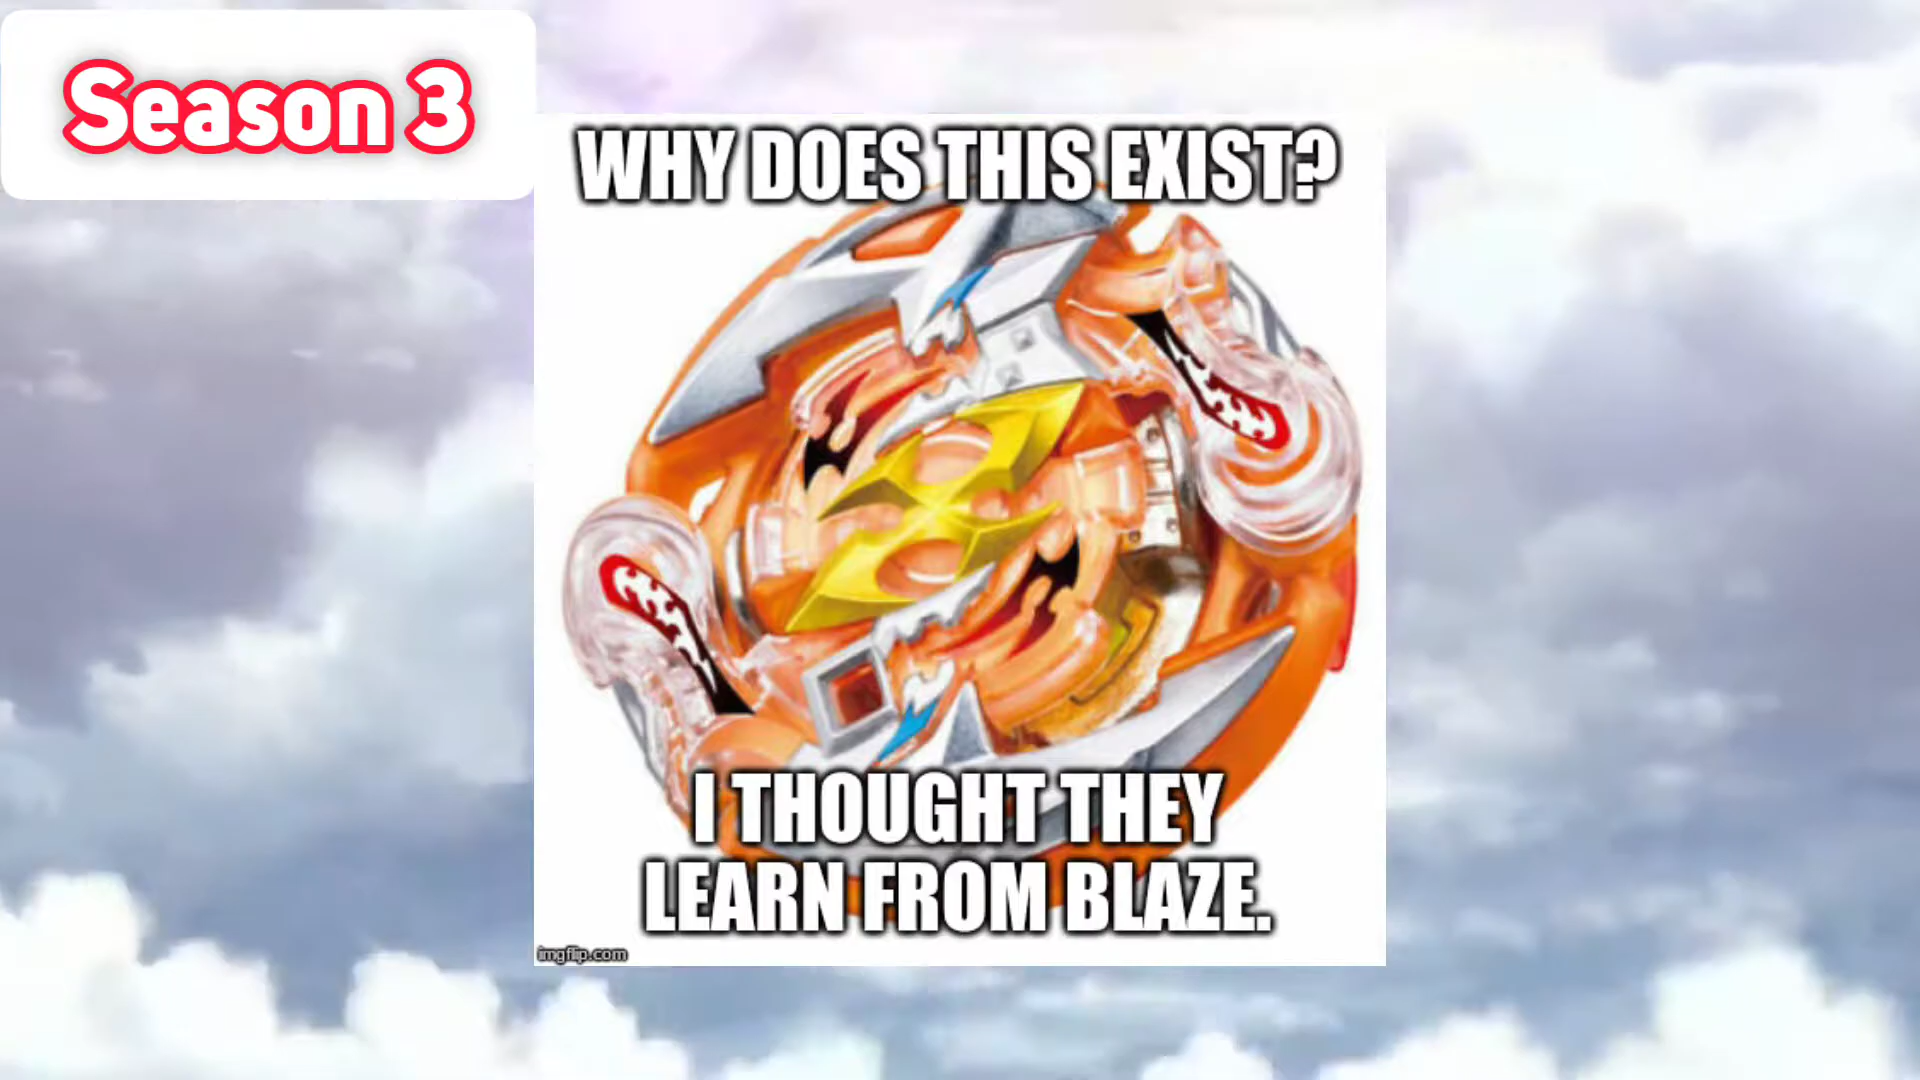 Season 3
WHY DOES THIS EXIST?
I THOUGHT THEY
LEARN FROM BLAZE.
imgflip.com